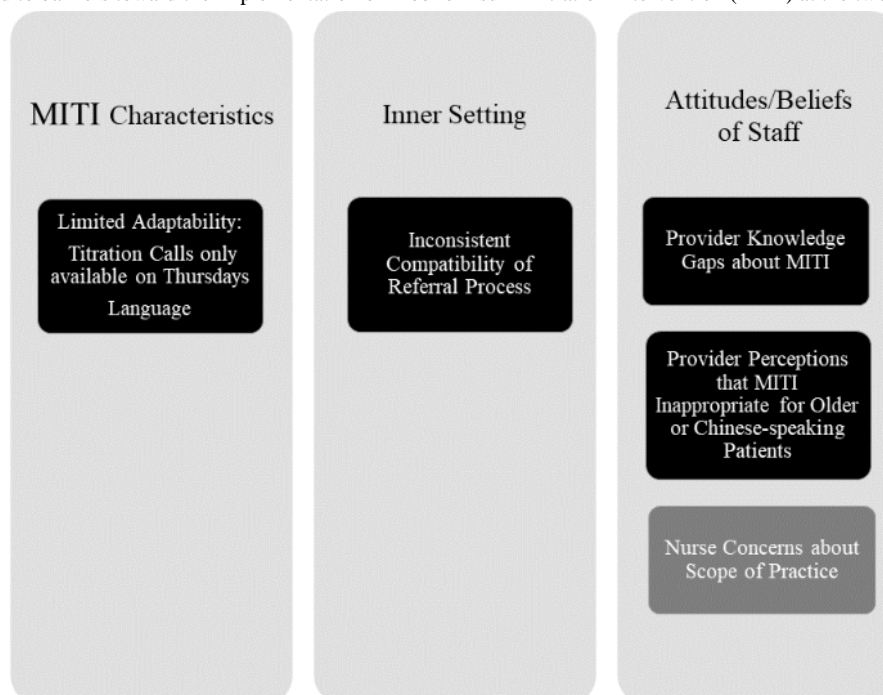 MITI Characteristics
Limited Adaptability:
Titration Calls only
available on Thursdays
Language
Inner Setting
Inconsistent
Compatibility of
Referral Process
Attitudes/Beliefs
of Staff
Provider Knowledge
Gaps about MITI
Provider Perceptions
that MITI
Inappropriate for Older
or Chinese-speaking
Patients
Nurse Concerns about
Scope of Practice